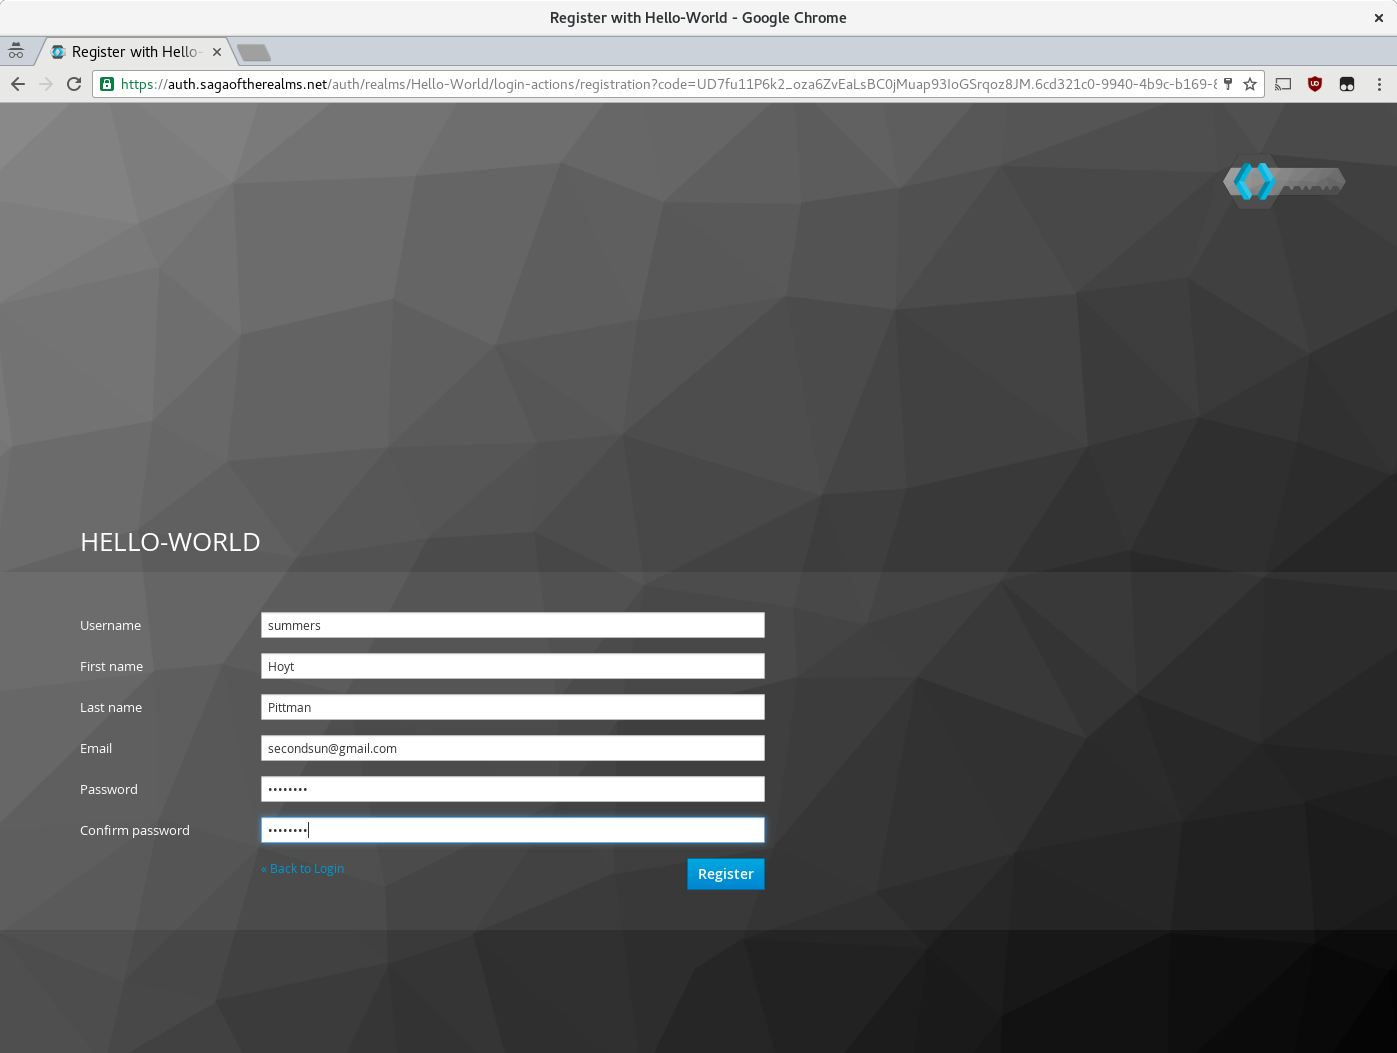 Register with Hello-World - Google Chrome
Register with Hello-
https://auth.sagaoftherealms.net/auth/realms/Hello-World/login-actions/registration?code=UD7fu11P6k2_oza6ZvEaLsBC0jMuap93IoGSrqoz8JM.6cd321c0-9940-4b9c-b169-8
HELLO-WORLD
Username summers
First name Hoyt
Last name Pittman
Email secondsun@gmail.com
Password ••••••••
Confirm password ••••••••
« Back to Login Register